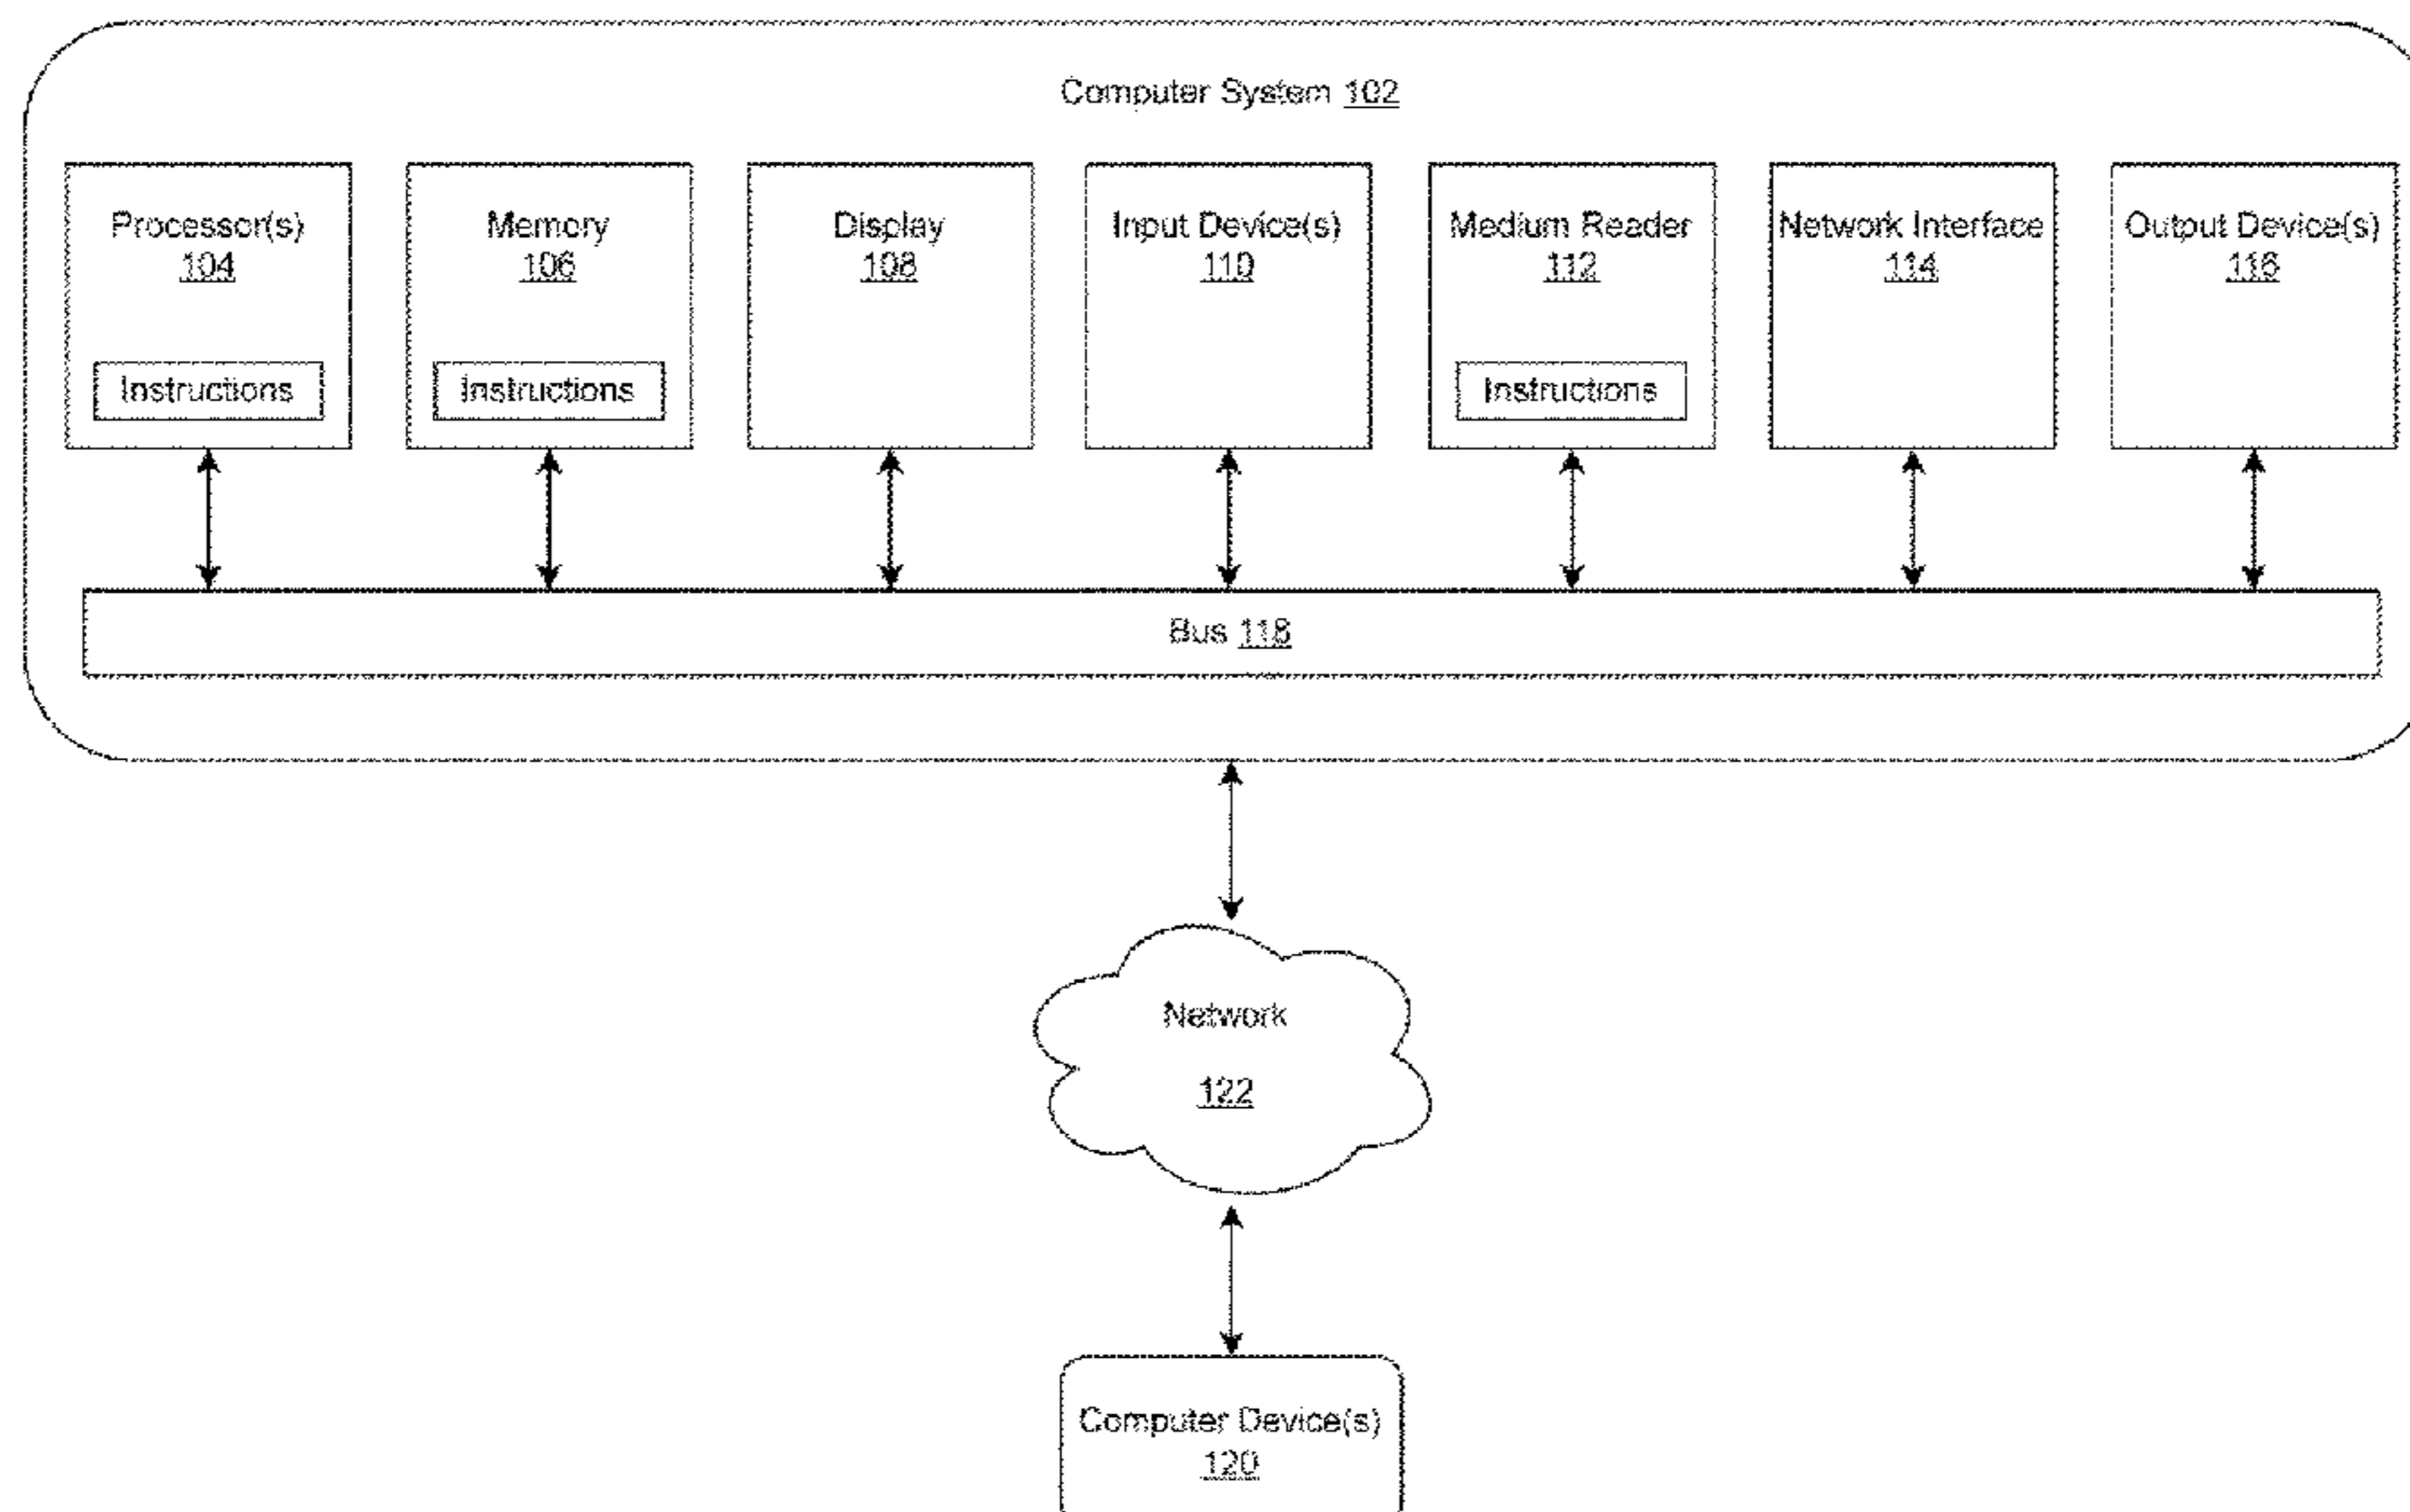 Computer System 102
Processor(s)
104
Instructions
Memory
106
Instructions
Display
108
Input Device(s)
110
Medium Reader
112
Instructions
Network Interface
114
Output Device(s)
116
Bus 118
Network
122
Computer Device(s)
120